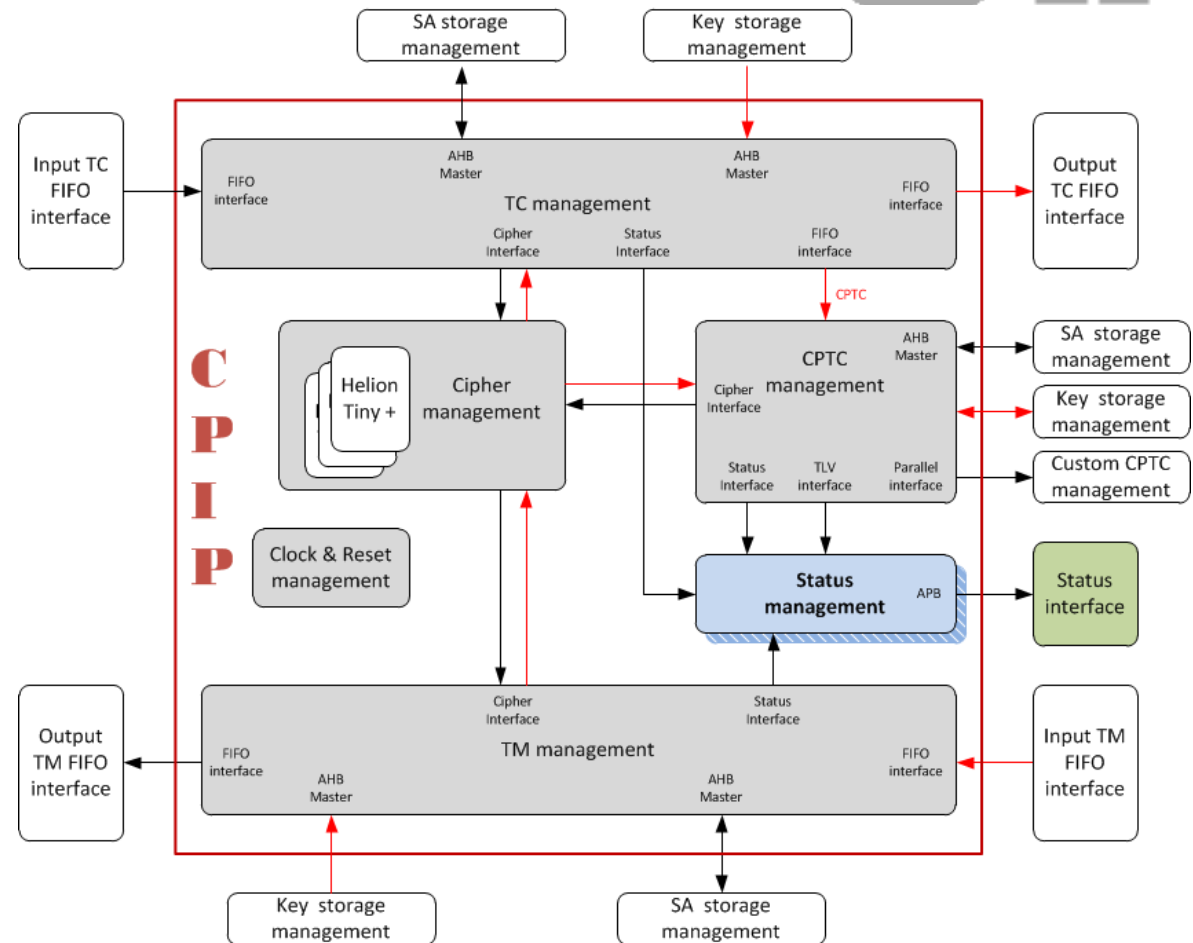 SA storage
management
Key storage
management
Input TC
FIFO
interface
AHB
Master
AHB
Master
FIFO
interface
FIFO
interface
TC management
Cipher
Interface
Status
Interface
FIFO
interface
Output
TC FIFO
interface
CPTC
C
P
I
P
Helion
Tiny +
Cipher
management
AHB
Master
CPTC
management
Cipher
Interface
Status
Interface
TLV
interface
Parallel
interface
SA storage
management
Key storage
management
Custom CPTC
management
Clock & Reset
management
Status
management
APB
Status
interface
Output
TM FIFO
interface
Cipher
Interface
Status
Interface
TM management
FIFO
interface
FIFO
interface
AHB
Master
AHB
Master
Input TM
FIFO
interface
Key storage
management
SA storage
management